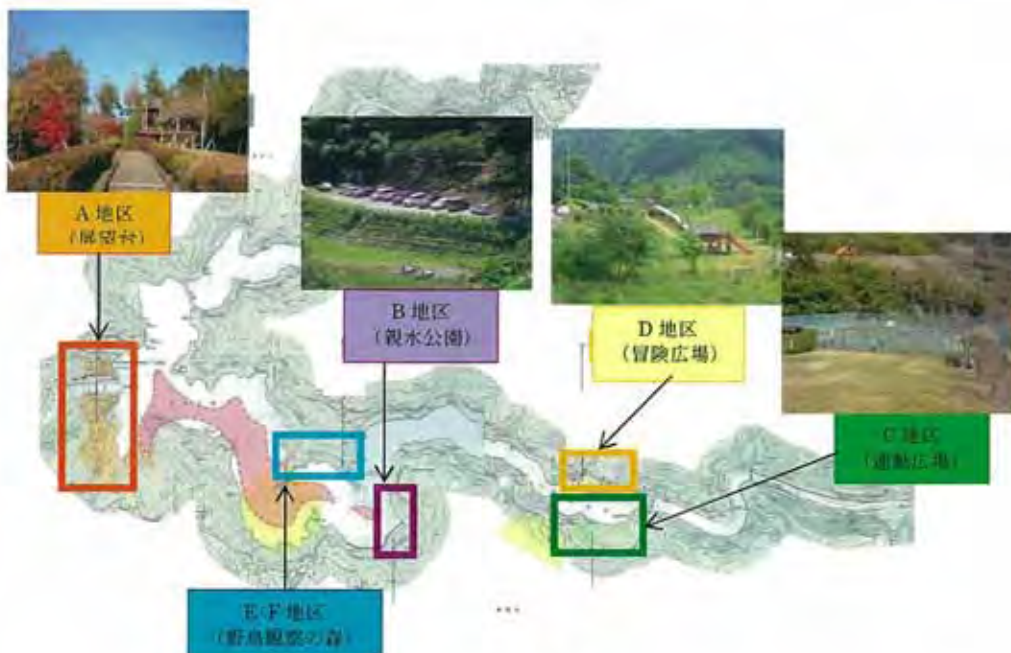 A 地区
(展望台)
B 地区
(親水公園)
D 地区
(冒険広場)
C 地区
(運動広場)
E・F 地区
(野鳥観察の森)